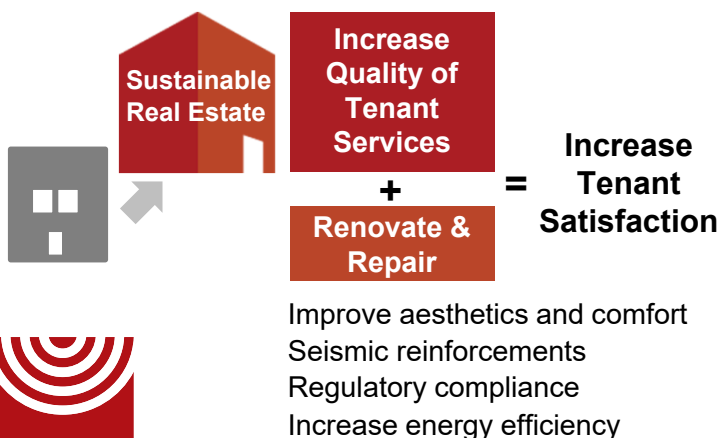 Sustainable
Real Estate
Increase
Quality of
Tenant
Services
+
Renovate &
Repair
=
Increase
Tenant
Satisfaction
Improve aesthetics and comfort
Seismic reinforcements
Regulatory compliance
Increase energy efficiency